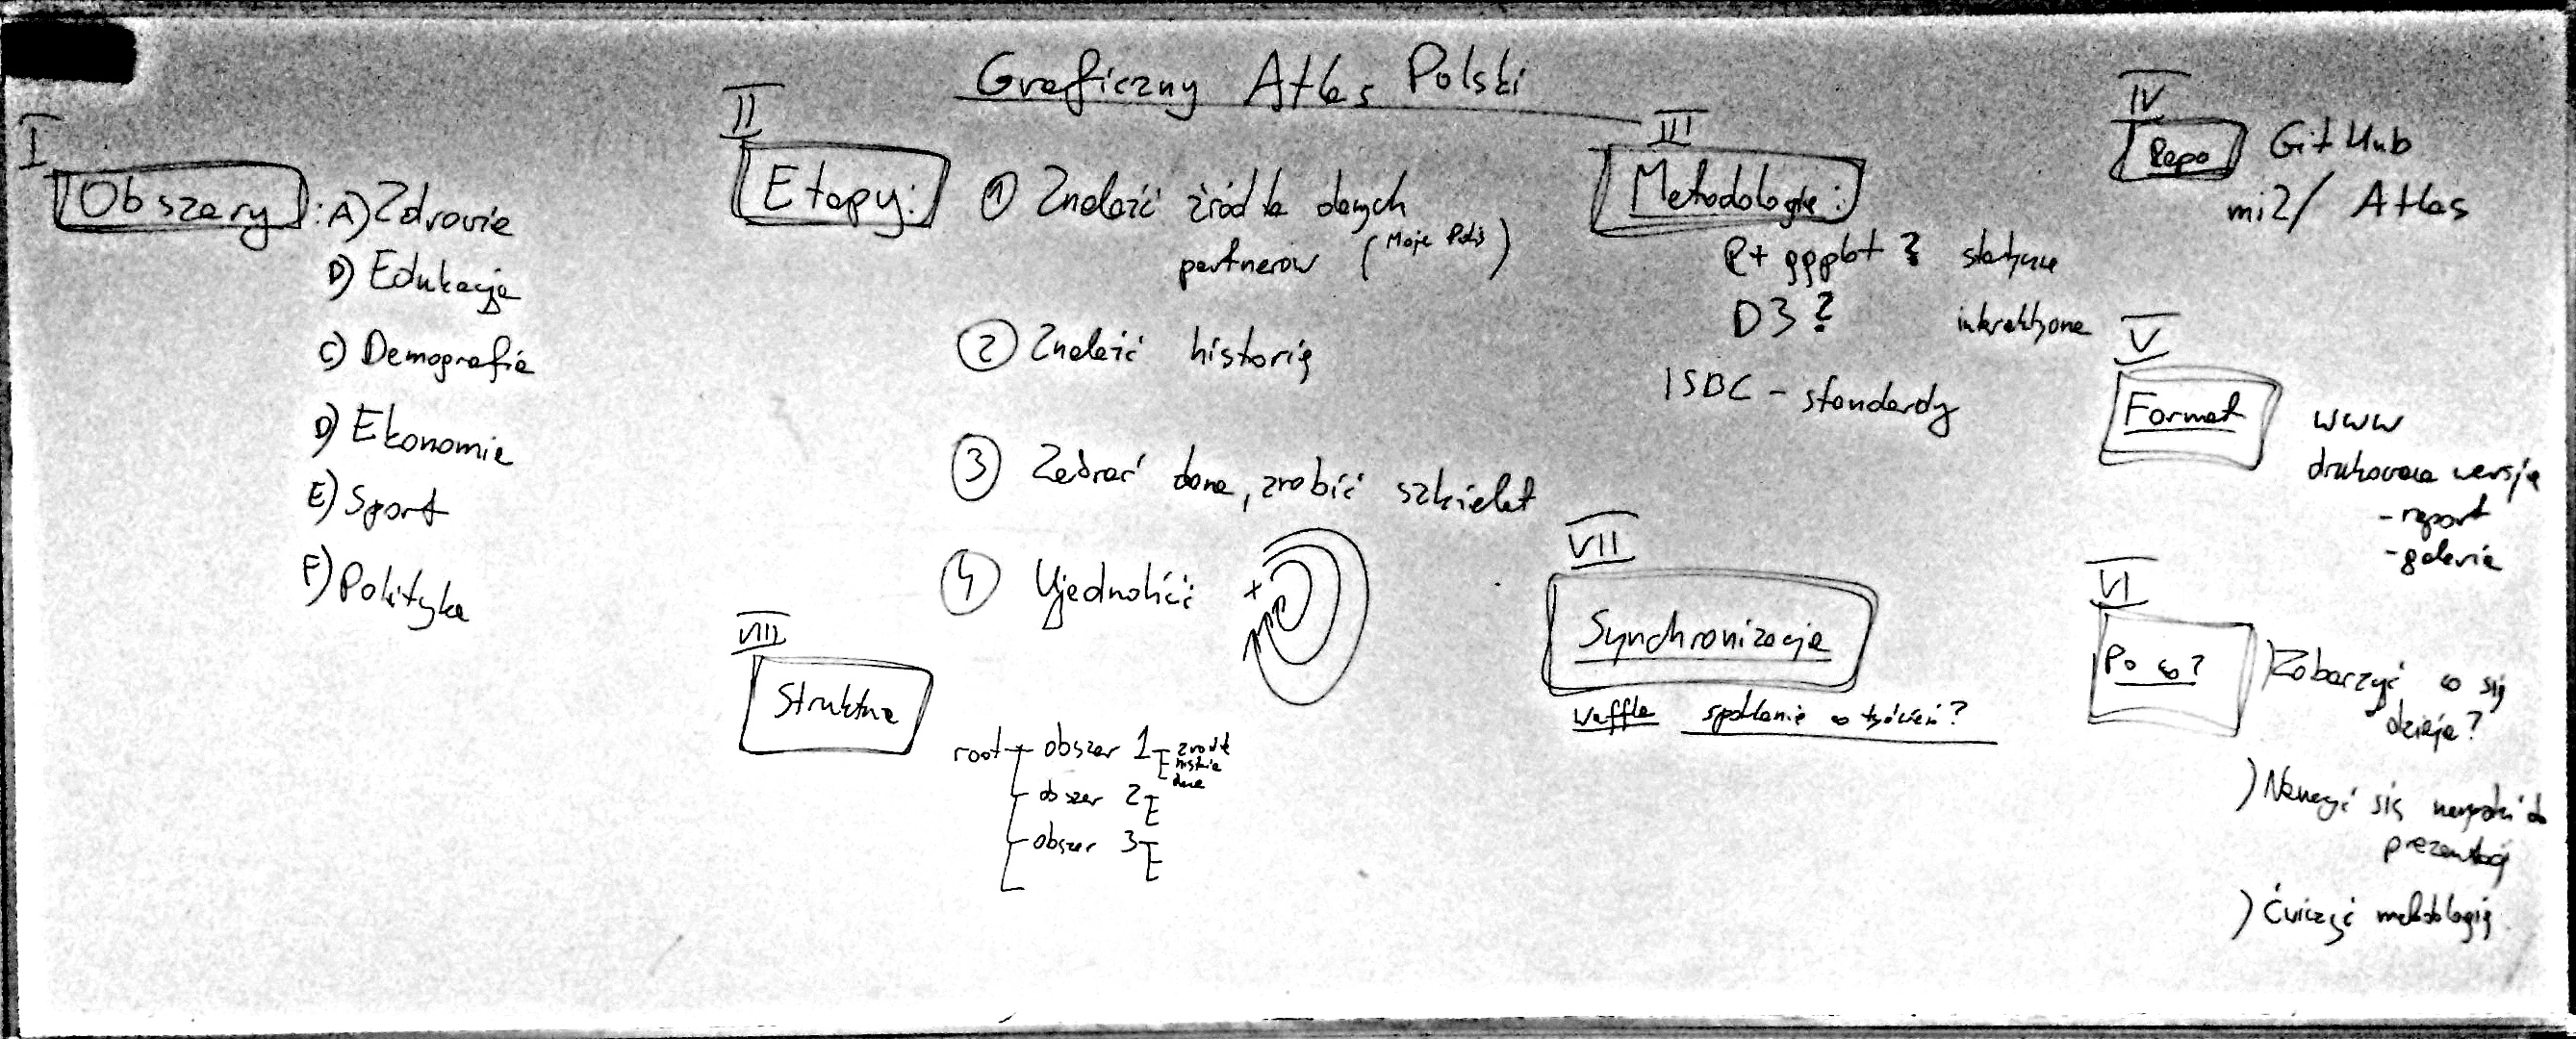 Graficzny Atlas Polski
I
Obszary: A) Zdrowie
B) Edukacja
C) Demografia
D) Ekonomia
E) Sport
F) Polityka
II
Etapy:
1 Znaleźć źródła danych
partnerów (Moje Państwo)
2 Znaleźć historię
3 Zebrać dane, zrobić szkielet
4 Ujednolicić
III
Metodologia:
R+ ggplot ? statyczne
D3 ? interaktywne
ISBC - standardy
IV
Repo GitHub
mi2/ Atlas
V
Format
www
drukowana wersja
- raport
- galeria
VI
Po co?
) Zobaczyć co się
dzieje?
) Nauczyć się narzędzi do
prezentacji
) Ćwiczyć metodologię
VII
Synchronizacja
waffle spotkanie co tydzień?
VIII
Struktura
root obszar 1 źródła
historia
dane
obszar 2
obszar 3